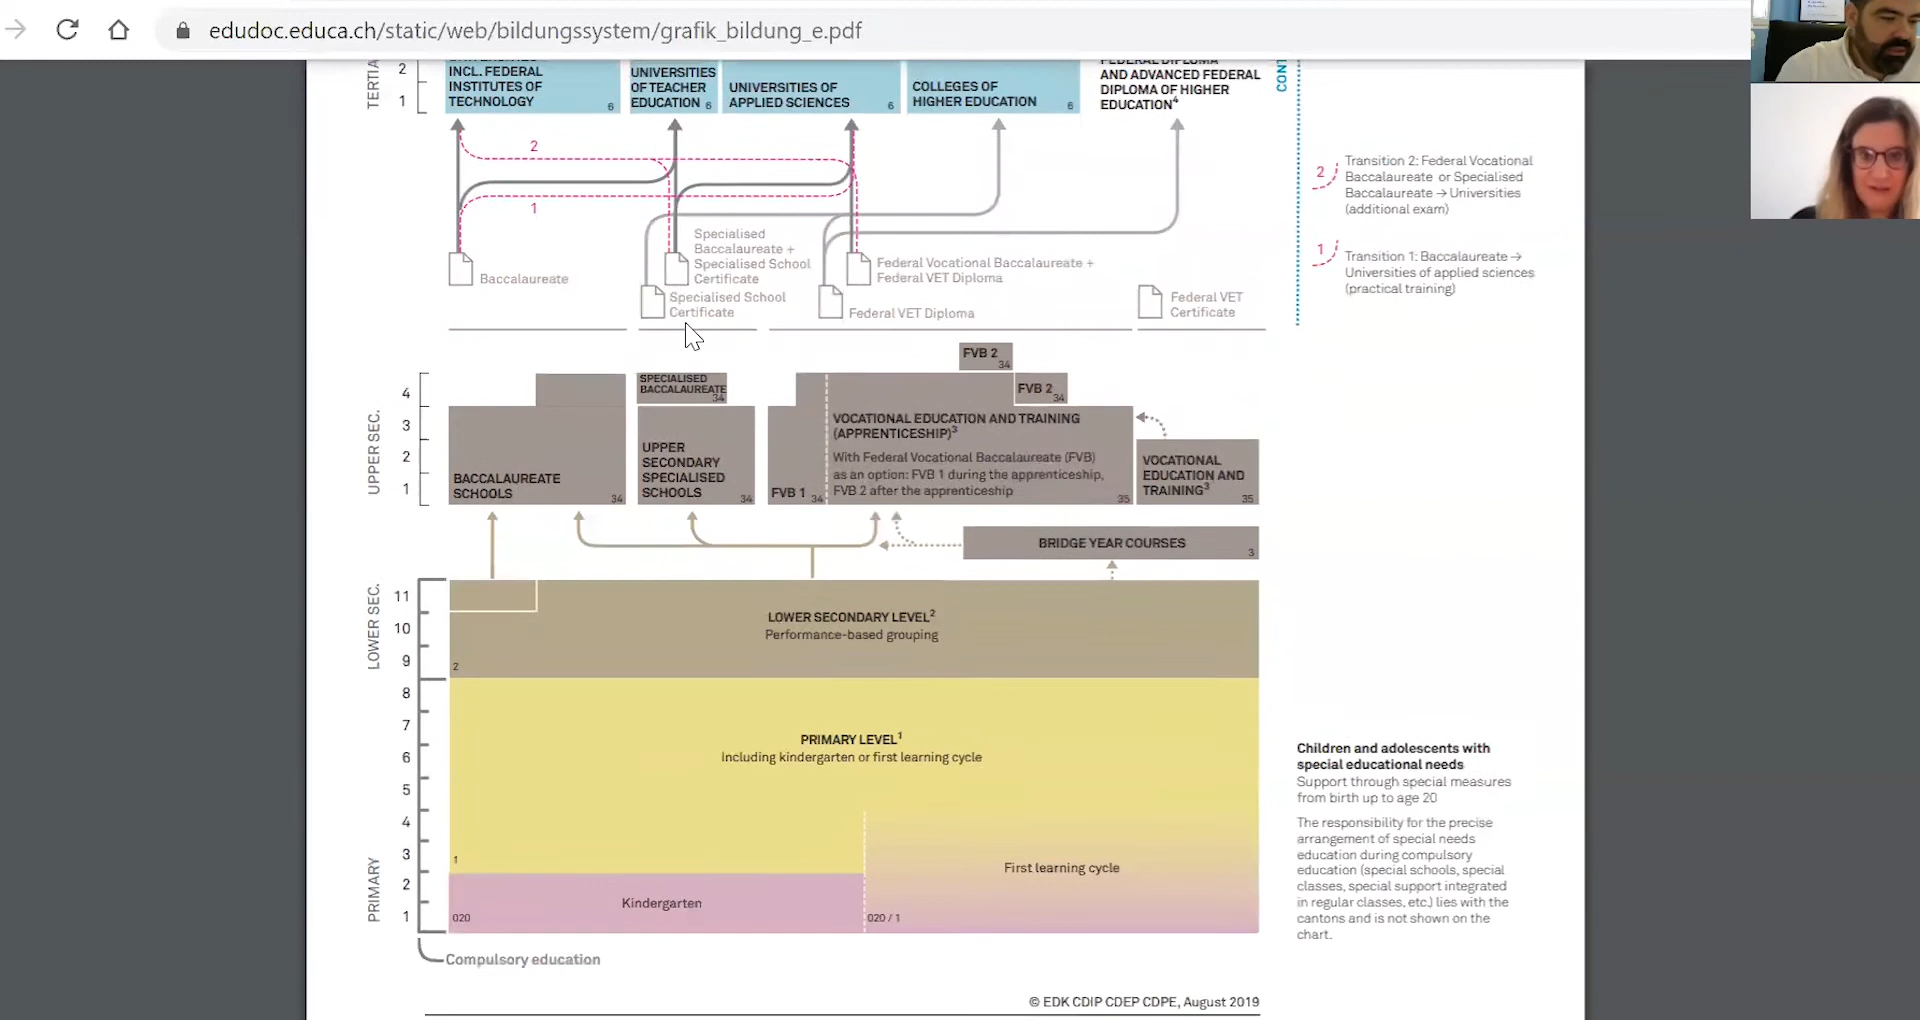 edudoc.educa.ch/static/web/bildungssystem/grafik_bildung_e.pdf
TERTIA
2
1
INCL. FEDERAL
INSTITUTES OF
TECHNOLOGY
6
UNIVERSITIES
OF TEACHER
EDUCATION 6
UNIVERSITIES OF
APPLIED SCIENCES
6
COLLEGES OF
HIGHER EDUCATION
6
FEDERAL DIPLOMA
AND ADVANCED FEDERAL
DIPLOMA OF HIGHER
EDUCATION4
CONT
2
1
2
Transition 2: Federal Vocational
Baccalaureate or Specialised
Baccalaureate → Universities
(additional exam)
1
Transition 1: Baccalaureate →
Universities of applied sciences
(practical training)
Baccalaureate
Specialised
Baccalaureate +
Specialised School
Certificate
Specialised School
Certificate
Federal Vocational Baccalaureate +
Federal VET Diploma
Federal VET Diploma
Federal VET
Certificate
UPPER SEC.
4
3
2
1
BACCALAUREATE
SCHOOLS
34
SPECIALISED
BACCALAUREATE
34
UPPER
SECONDARY
SPECIALISED
SCHOOLS
34
FVB 1 34
FVB 2
34
FVB 2
34
VOCATIONAL EDUCATION AND TRAINING
(APPRENTICESHIP)3
With Federal Vocational Baccalaureate (FVB)
as an option: FVB 1 during the apprenticeship,
FVB 2 after the apprenticeship
35
VOCATIONAL
EDUCATION AND
TRAINING3
35
BRIDGE YEAR COURSES
3
LOWER SEC.
11
10
9
LOWER SECONDARY LEVEL2
Performance-based grouping
2
PRIMARY
8
7
6
5
4
3
2
1
PRIMARY LEVEL1
Including kindergarten or first learning cycle
1
Kindergarten
020
First learning cycle
020 / 1
Compulsory education
Children and adolescents with
special educational needs
Support through special measures
from birth up to age 20
The responsibility for the precise
arrangement of special needs
education during compulsory
education (special schools, special
classes, special support integrated
in regular classes, etc.) lies with the
cantons and is not shown on the
chart.
© EDK CDIP CDEP CDPE, August 2019